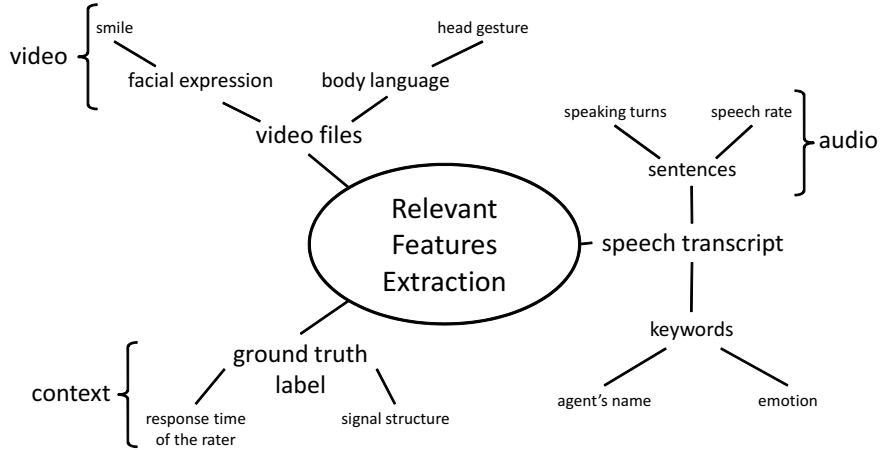 smile
head gesture
video
facial expression
body language
video files
speaking turns
speech rate
audio
sentences
Relevant
Features
Extraction
speech transcript
keywords
ground truth
label
context
agent’s name
emotion
response time
of the rater
signal structure